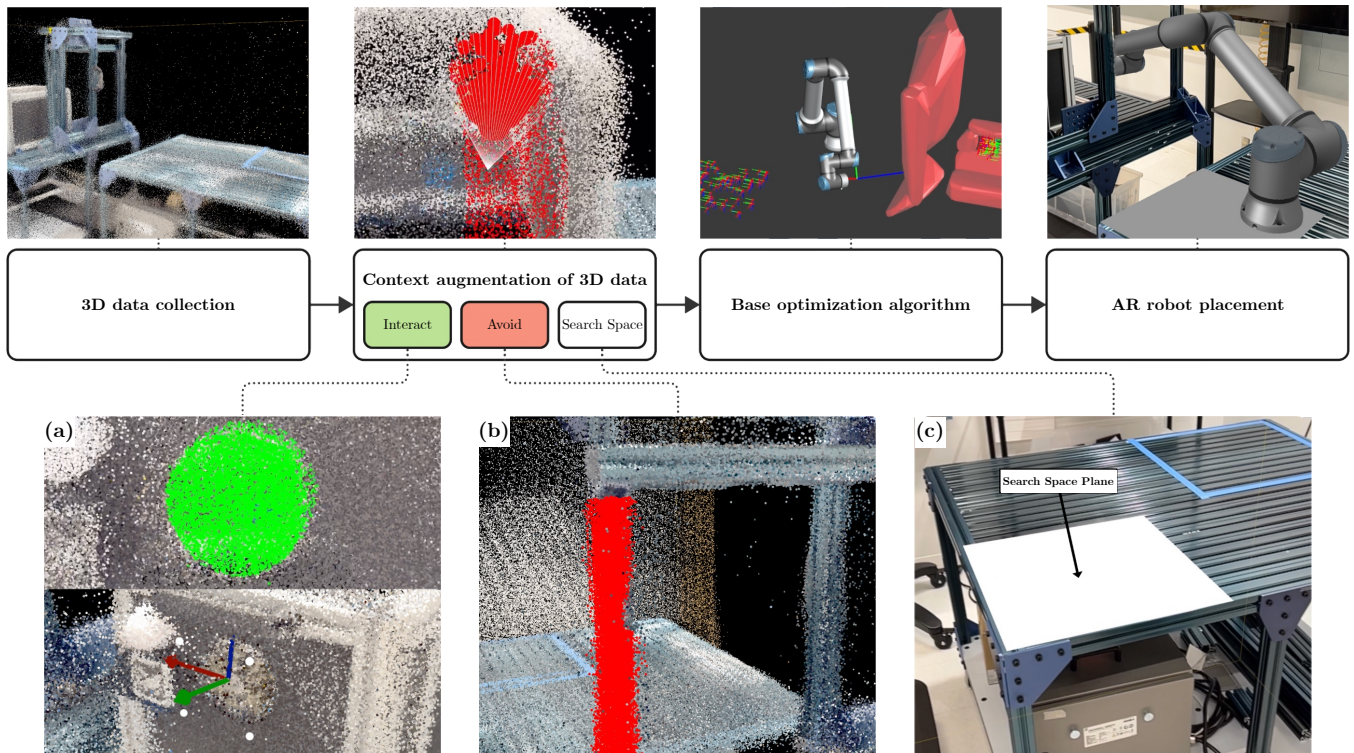 3D data collection
Context augmentation of 3D data
Interact
Avoid
Search Space
Base optimization algorithm
AR robot placement
(a)
(b)
(c)
Search Space Plane